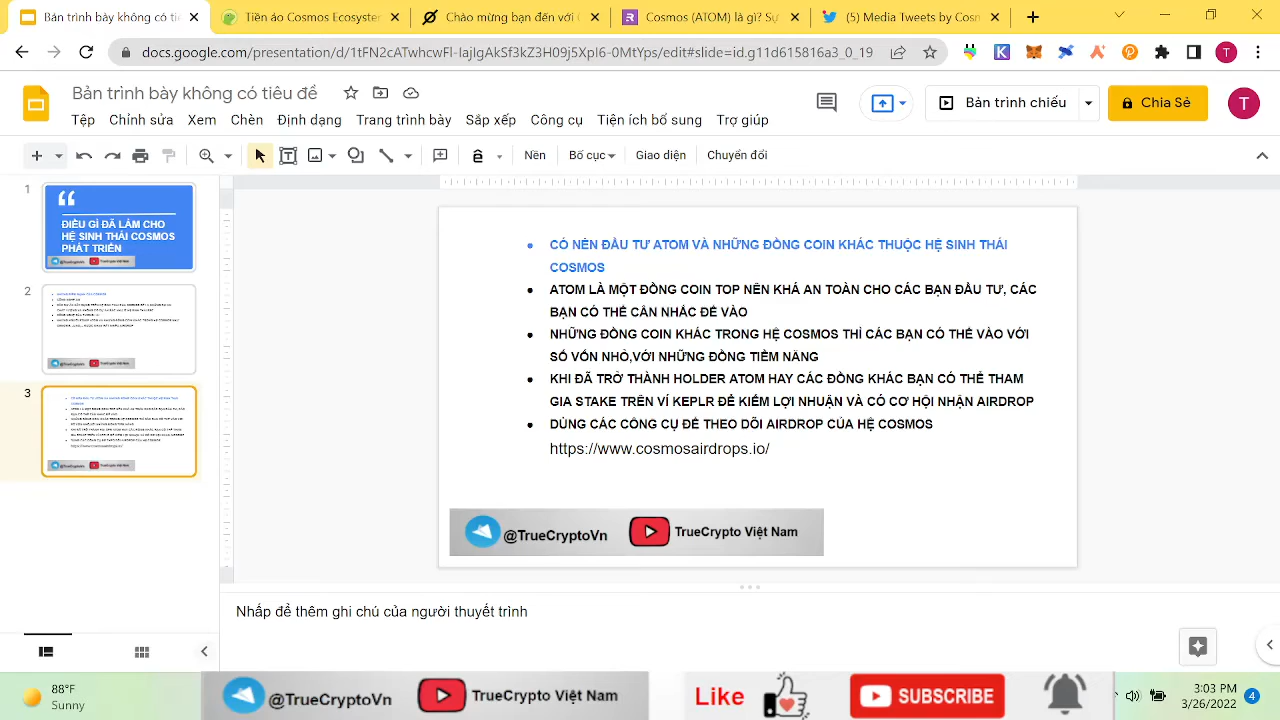 Bản trình bày không có tiê
Tiền ảo Cosmos Ecosystem
Chào mừng bạn đến với
Cosmos (ATOM) là gì? Sự
(5) Media Tweets by Cosn
docs.google.com/presentation/d/1tFN2cATwhcwFl-IajIgAkSf3kZ3H09j5Xpl6-0MtYps/edit#slide=id.g11d615816a3_0_19
Bản trình bày không có tiêu đề
Tệp Chỉnh sửa Xem Chèn Định dạng Trang trình bày Sắp xếp Công cụ Tiện ích bổ sung Trợ giúp
Bản trình chiếu
Chia Sẻ
T
Nền Bố cục Giao diện Chuyển đổi
1
ĐIỀU GÌ ĐÃ LÀM CHO
HỆ SINH THÁI COSMOS
PHÁT TRIỂN
2
3
CÓ NÊN ĐẦU TƯ ATOM VÀ NHỮNG ĐỒNG COIN KHÁC THUỘC HỆ SINH THÁI
COSMOS
ATOM LÀ MỘT ĐỒNG COIN TOP NÊN KHÁ AN TOÀN CHO CÁC BẠN ĐẦU TƯ, CÁC
BẠN CÓ THỂ CÂN NHẮC ĐỂ VÀO
NHỮNG ĐỒNG COIN KHÁC TRONG HỆ COSMOS THÌ CÁC BẠN CÓ THỂ VÀO VỚI
SỐ VỐN NHỎ,VỚI NHỮNG ĐỒNG TIỀM NĂNG
KHI ĐÃ TRỞ THÀNH HOLDER ATOM HAY CÁC ĐỒNG KHÁC BẠN CÓ THỂ THAM
GIA STAKE TRÊN VÍ KEPLR ĐỂ KIẾM LỢI NHUẬN VÀ CÓ CƠ HỘI NHẬN AIRDROP
DÙNG CÁC CÔNG CỤ ĐỂ THEO DÕI AIRDROP CỦA HỆ COSMOS
https://www.cosmosairdrops.io/
@TrueCryptoVn TrueCrypto Việt Nam
Nhấp để thêm ghi chú của người thuyết trình
88°F
Sunny
@TrueCryptoVn TrueCrypto Việt Nam
Like
SUBSCRIBE
3:03 PM
3/26/2022
4